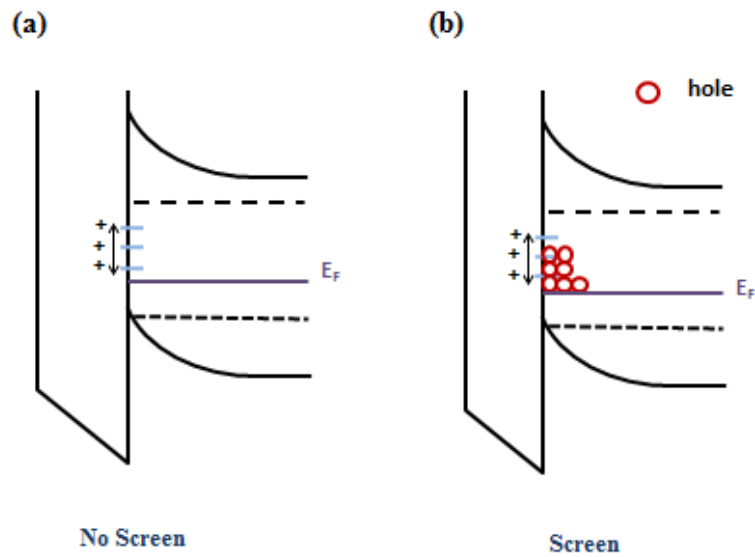 (a)
(b)
hole
+
+
+
E_F
+
+
+
E_F
No Screen
Screen